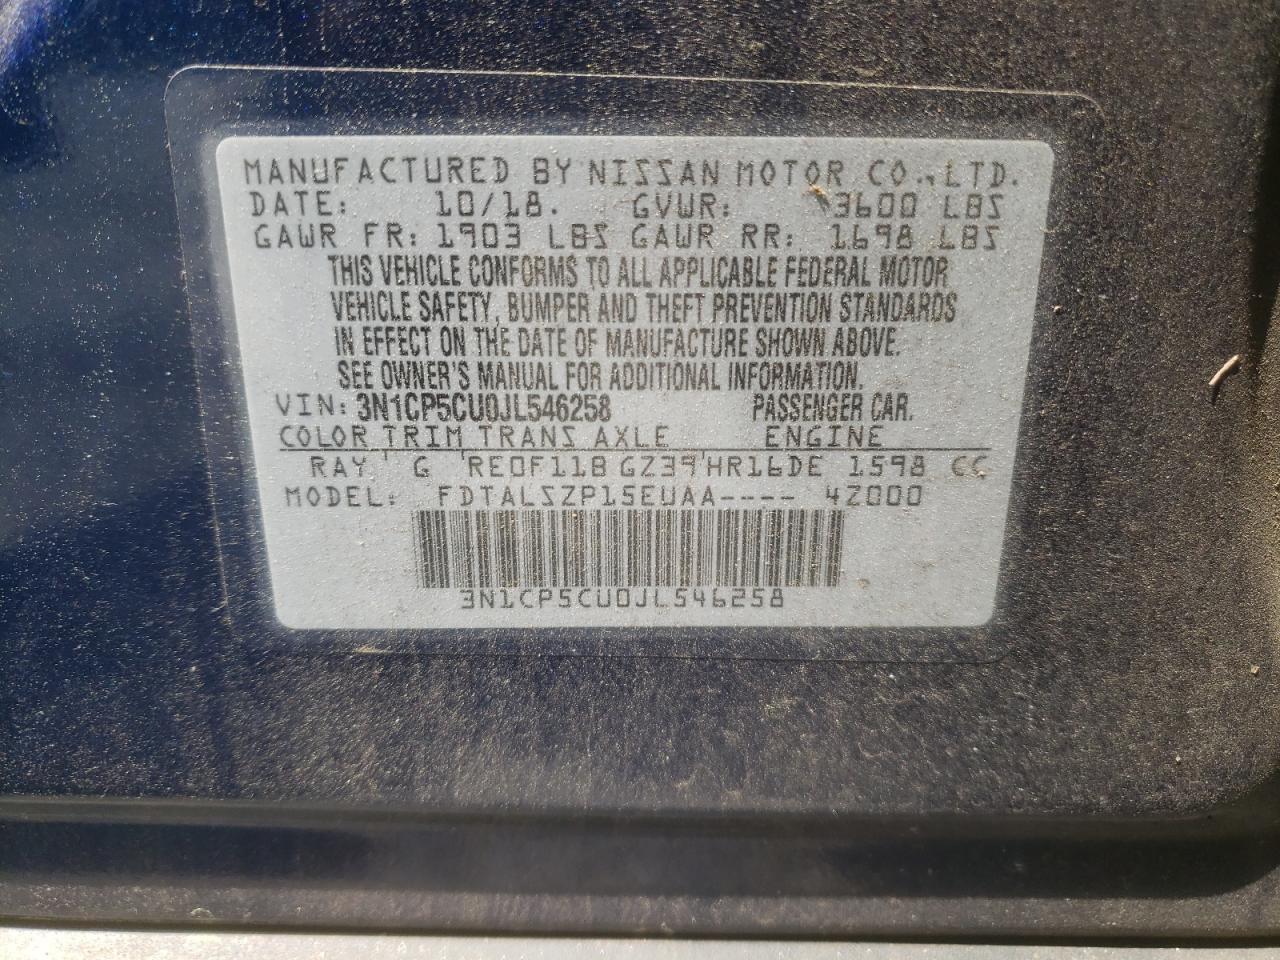 MANUFACTURED BY NISSAN MOTOR CO., LTD.
DATE: 10/18. GVWR: 3600 LBS
GAWR FR: 1903 LBS GAWR RR: 1698 LBS
THIS VEHICLE CONFORMS TO ALL APPLICABLE FEDERAL MOTOR
VEHICLE SAFETY, BUMPER AND THEFT PREVENTION STANDARDS
IN EFFECT ON THE DATE OF MANUFACTURE SHOWN ABOVE.
SEE OWNER'S MANUAL FOR ADDITIONAL INFORMATION.
VIN: 3N1CP5CU0JL546258 PASSENGER CAR.
COLOR TRIM TRANS AXLE ENGINE
RAY' G 'RE0F11B GZ39'HR16DE 1598 CC
MODEL: FDTALSZP15EUAA---- 4Z000
3N1CP5CU0JL546258